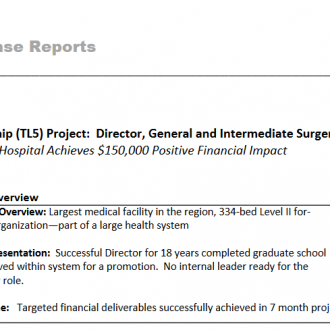 ase Reports
hip (TL5) Project:  Director, General and Intermediate Surger
Hospital Achieves $150,000 Positive Financial Impact
verview
Overview:  Largest medical facility in the region, 334-bed Level II for-
organization—part of a large health system
esentation:  Successful Director for 18 years completed graduate school
ved within system for a promotion.  No internal leader ready for the
role.
e:  Targeted financial deliverables successfully achieved in 7 month proj